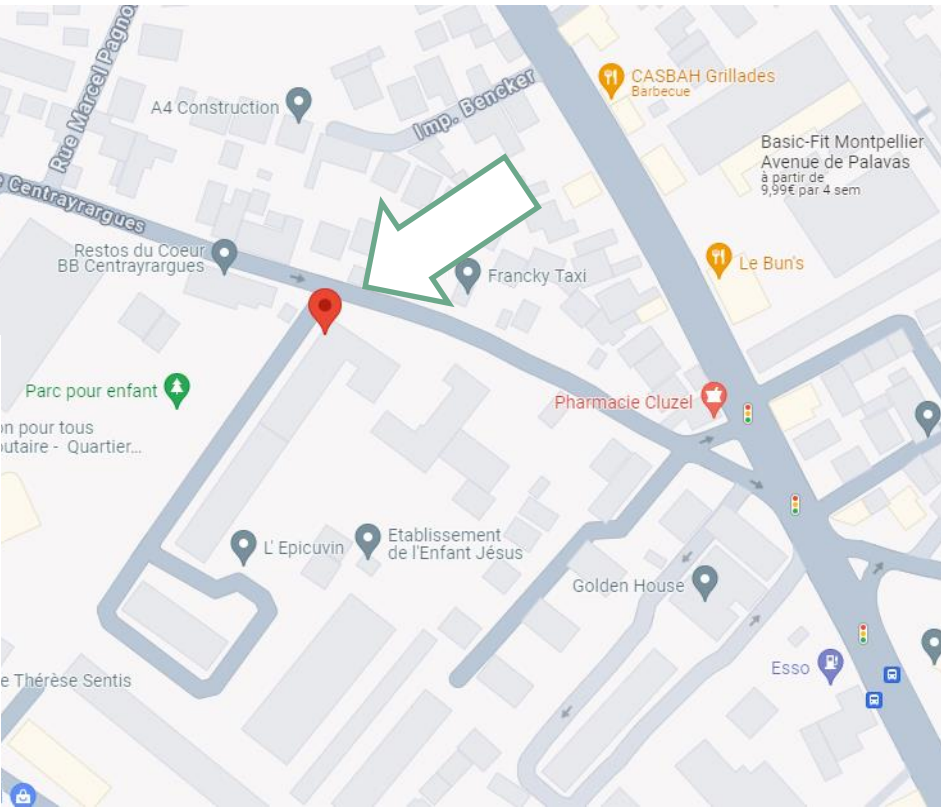 Rue Marcel Pagnol
A4 Construction
Imp. Bencker
CASBAH Grillades
Barbecue
Basic-Fit Montpellier
Avenue de Palavas
à partir de
9,99€ par 4 sem.
Centrayrargues
Restos du Coeur
BB Centrayrargues
Francky Taxi
Le Bun's
Parc pour enfant
Pharmacie Cluzel
on pour tous
outaire - Quartier...
L' Epicuvin
Etablissement
de l'Enfant Jésus
Golden House
Esso
e Thérèse Sentis